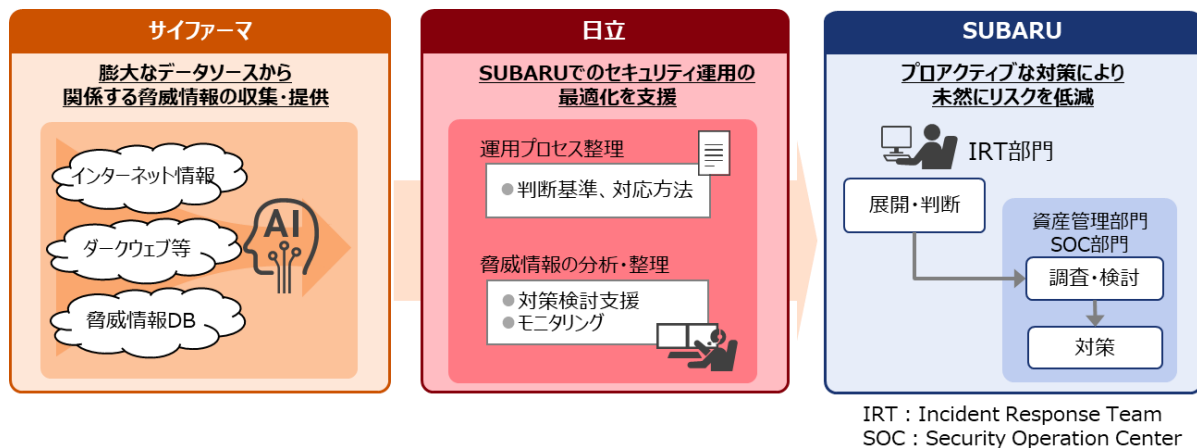 サイファーマ
膨大なデータソースから
関係する脅威情報の収集・提供
インターネット情報
ダークウェブ等
脅威情報DB
AI
日立
SUBARUでのセキュリティ運用の
最適化を支援
運用プロセス整理
●判断基準、対応方法
脅威情報の分析・整理
●対策検討支援
●モニタリング
SUBARU
プロアクティブな対策により
未然にリスクを低減
IRT部門
展開・判断
資産管理部門
SOC部門
調査・検討
対策
IRT：Incident Response Team
SOC：Security Operation Center